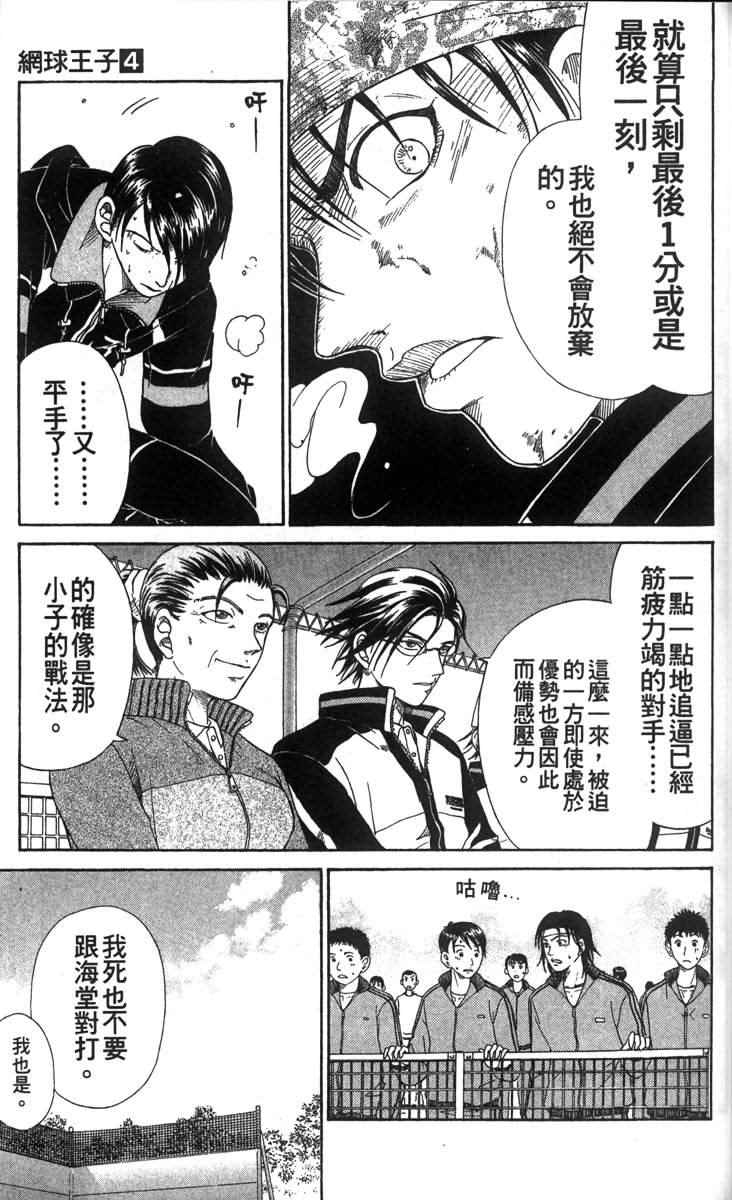 網球王子4
就算只剩最後1分或是
最後一刻，
我也絕不會放棄
的。
吁—
吁—
……又……
平手了……
一點一點地追逼已經
筋疲力竭的對手……
這麼一來，被迫
的一方即使處於
優勢也會因此
而備感壓力。
的確像是那
小子的戰法。
咕嚕…
我死也不要
跟海堂對打。
我也是。